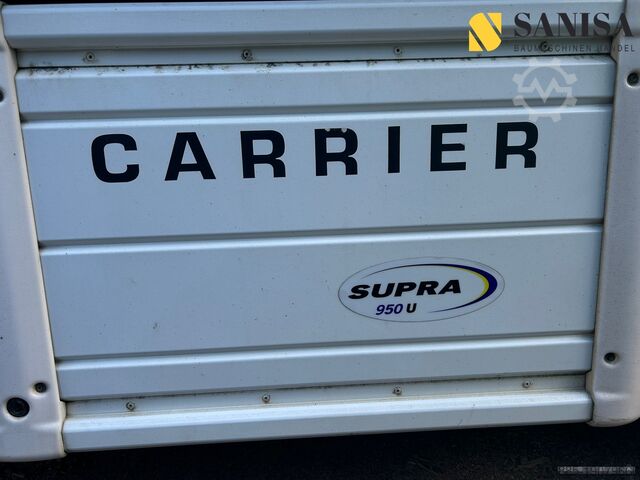 SANISA
BAUMASCHINEN HANDEL
CARRIER
SUPRA
950 U